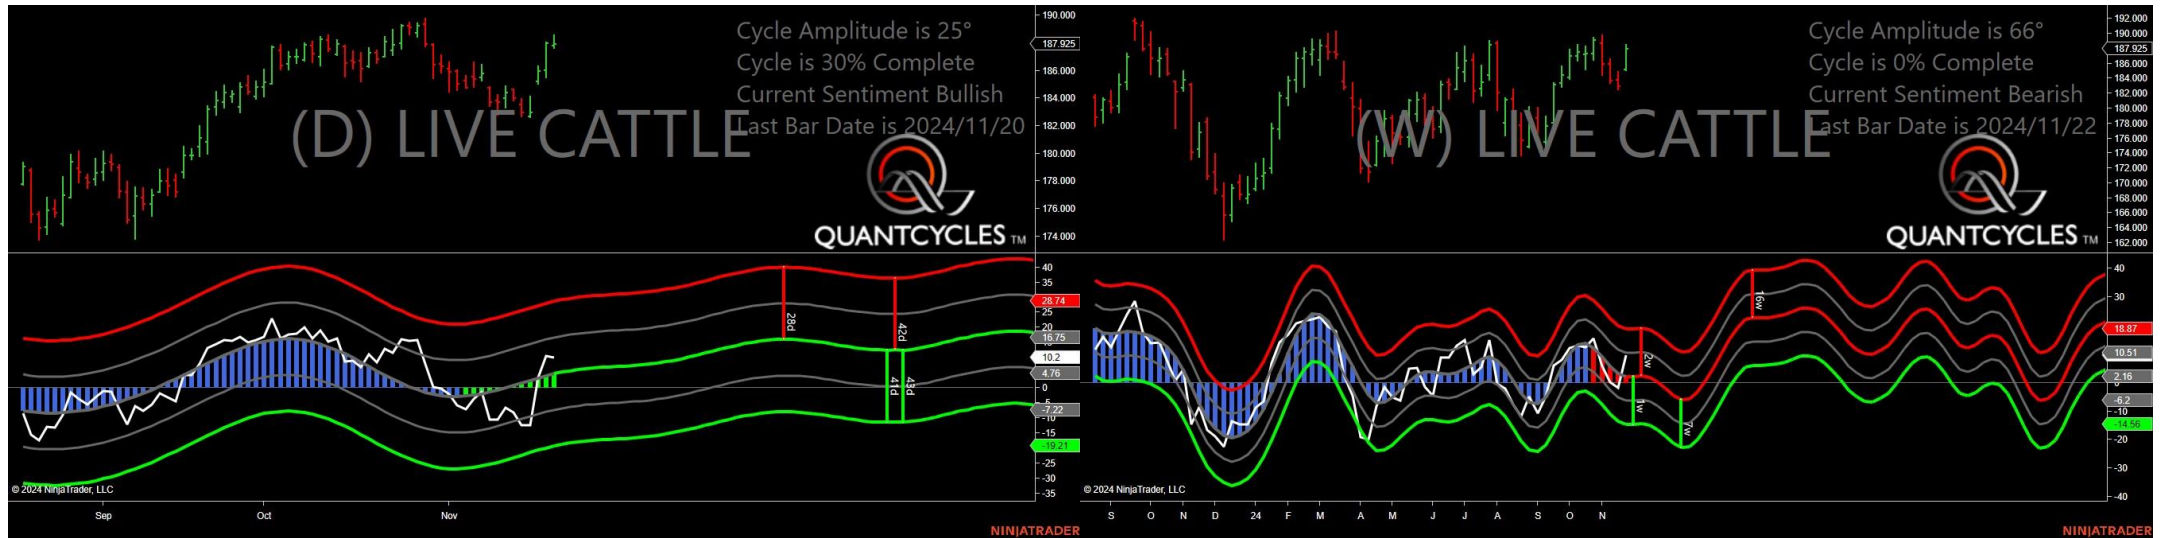 Cycle Amplitude is 25°
Cycle is 30% Complete
Current Sentiment Bullish
Last Bar Date is 2024/11/20
(D) LIVE CATTLE
QUANTCYCLES TM
190.000
187.925
186.000
184.000
182.000
180.000
178.000
176.000
174.000
40
35
28.74
25
20
16.75
10.2
4.76
0
-7.22
-10
-15
-19.21
-25
-30
-35
28d
42d
41d
43d
© 2024 NinjaTrader, LLC
Sep Oct Nov
NINJATRADER
Cycle Amplitude is 66°
Cycle is 0% Complete
Current Sentiment Bearish
Last Bar Date is 2024/11/22
(W) LIVE CATTLE
QUANTCYCLES TM
192.000
190.000
187.925
186.000
184.000
182.000
180.000
178.000
176.000
174.000
172.000
170.000
168.000
166.000
164.000
162.000
40
30
18.87
10.51
2.16
-6.2
-10
-14.56
-20
-30
-40
2w
1w
7w
16w
© 2024 NinjaTrader, LLC
S O N D 24 F M A M J J A S O N
NINJATRADER